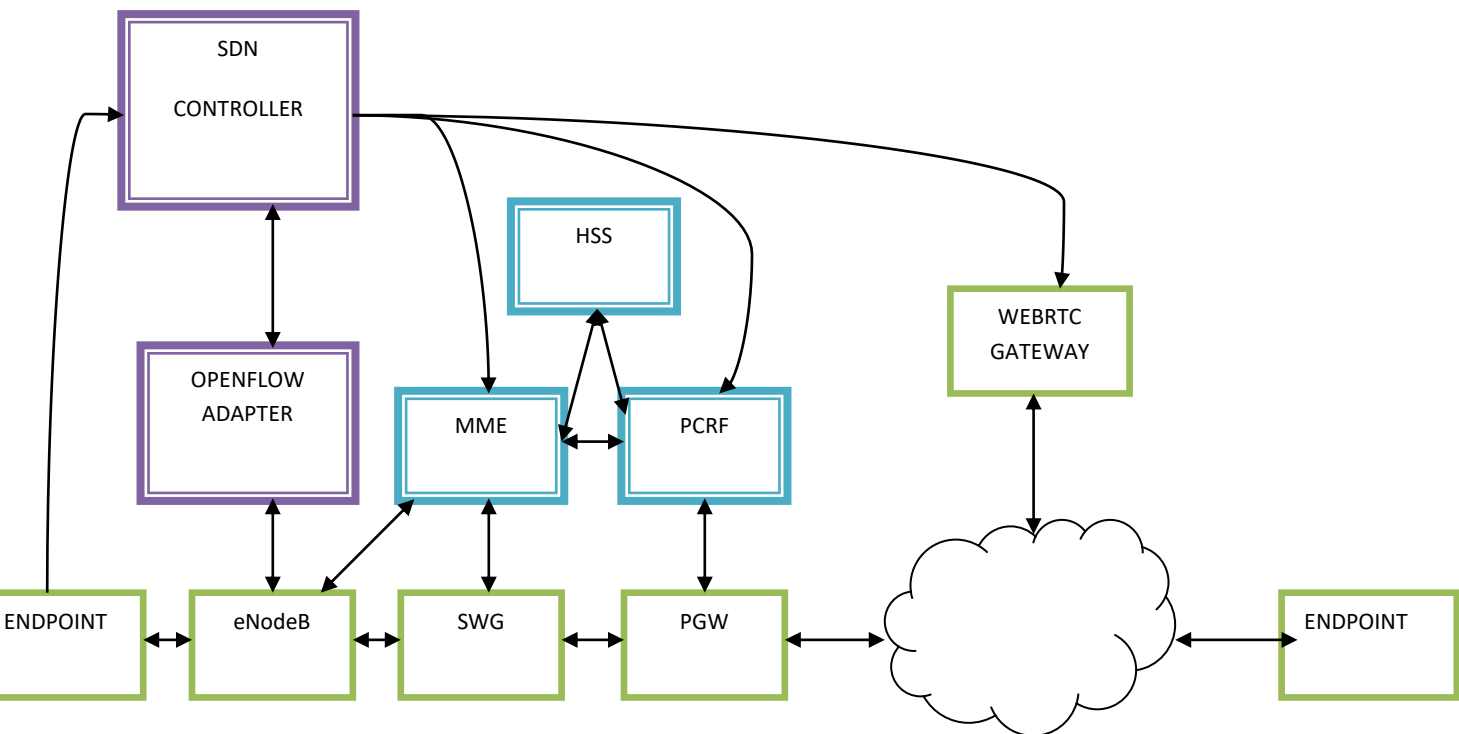 SDN
CONTROLLER
HSS
WEBRTC
GATEWAY
OPENFLOW
ADAPTER
MME
PCRF
ENDPOINT
eNodeB
SWG
PGW
ENDPOINT